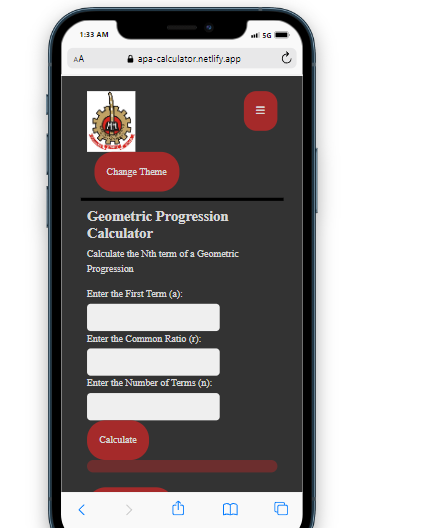 1:33 AM
5G
AA
apa-calculator.netlify.app
Change Theme
Geometric Progression
Calculator
Calculate the Nth term of a Geometric
Progression
Enter the First Term (a):
Enter the Common Ratio (r):
Enter the Number of Terms (n):
Calculate